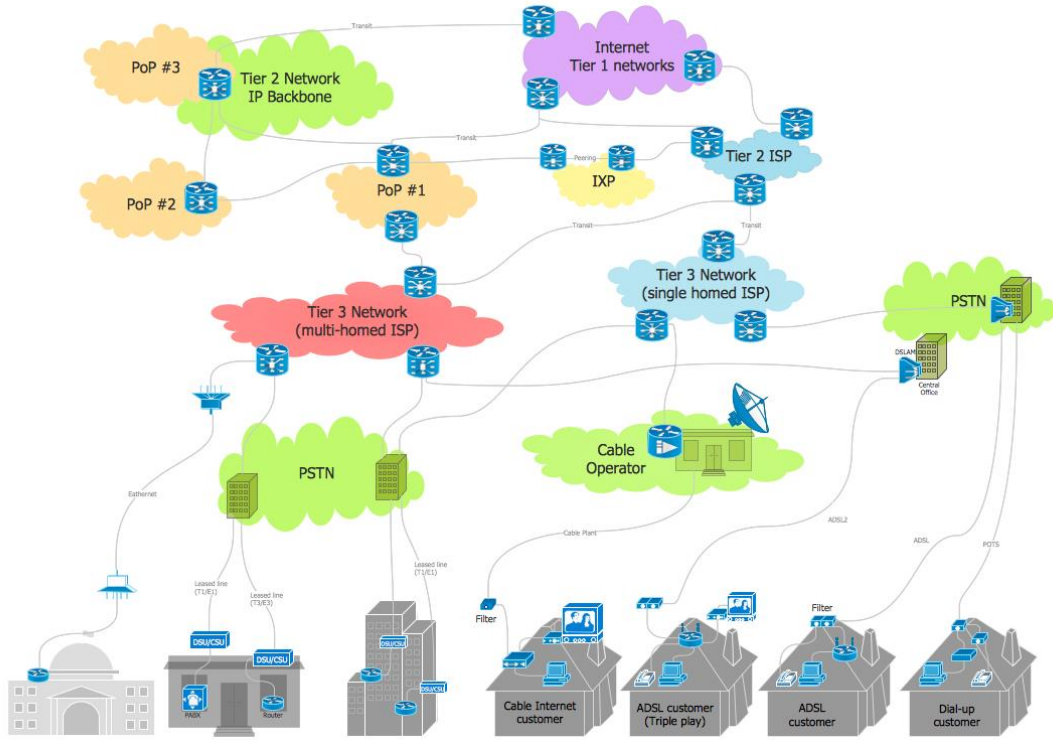 Transit
PoP #3
Tier 2 Network
IP Backbone
Internet
Tier 1 networks
Transit
Peering
Tier 2 ISP
IXP
PoP #2
PoP #1
Transit
Transit
Tier 3 Network
(single homed ISP)
Tier 3 Network
(multi-homed ISP)
PSTN
DSLAM
Central
Office
Cable
Operator
PSTN
Eathernet
Cable Plant
ADSL2
ADSL
POTS
Leased line
(T1/E1)
Leased line
(T3/E3)
Leased line
(T1/E1)
Filter
Filter
DSU/CSU
DSU/CSU
DSU/CSU
DSU/CSU
PABX
Router
Cable Internet
customer
ADSL customer
(Triple play)
ADSL
customer
Dial-up
customer